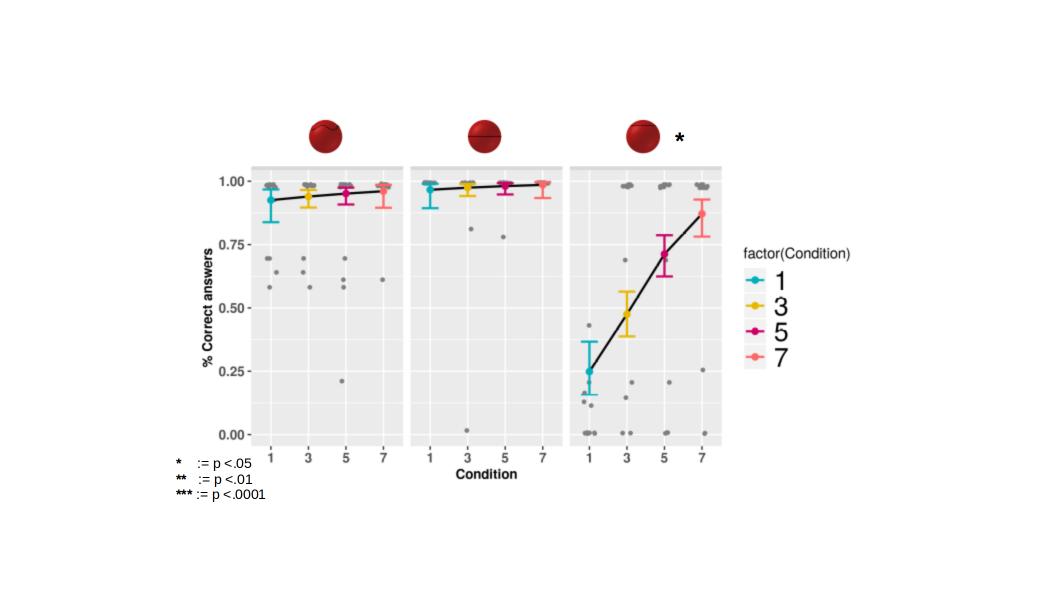 *
1.00
0.75
0.50
0.25
0.00
% Correct answers
1 3 5 7 1 3 5 7 1 3 5 7
Condition
factor(Condition)
1
3
5
7
* := p <.05
** := p <.01
*** := p <.0001